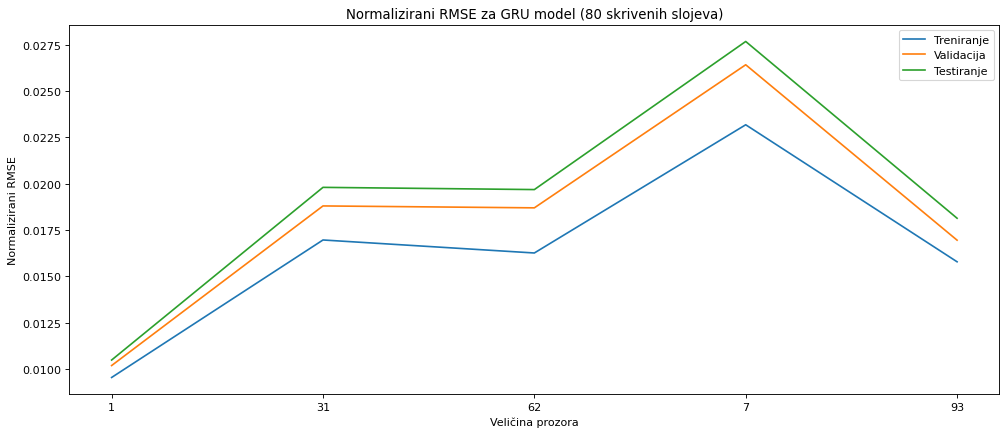 Normalizirani RMSE za GRU model (80 skrivenih slojeva)
Treniranje
Validacija
Testiranje
Normalizirani RMSE
0.0275
0.0250
0.0225
0.0200
0.0175
0.0150
0.0125
0.0100
1
31
62
7
93
Veličina prozora